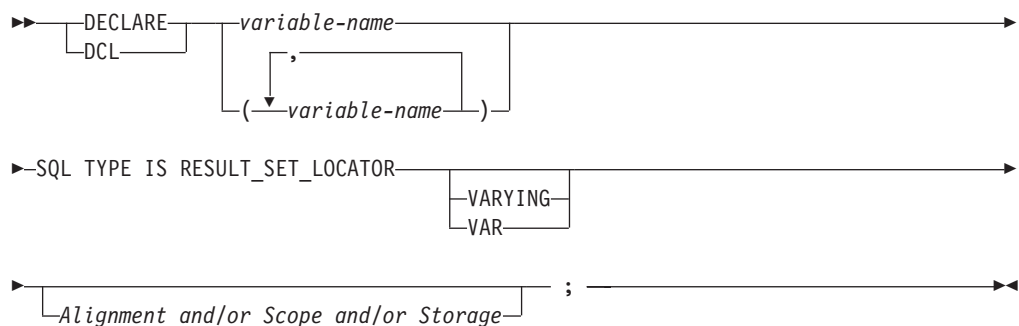 DECLARE variable-name
DCL ,
( variable-name )
SQL TYPE IS RESULT_SET_LOCATOR
VARYING
VAR
;
Alignment and/or Scope and/or Storage